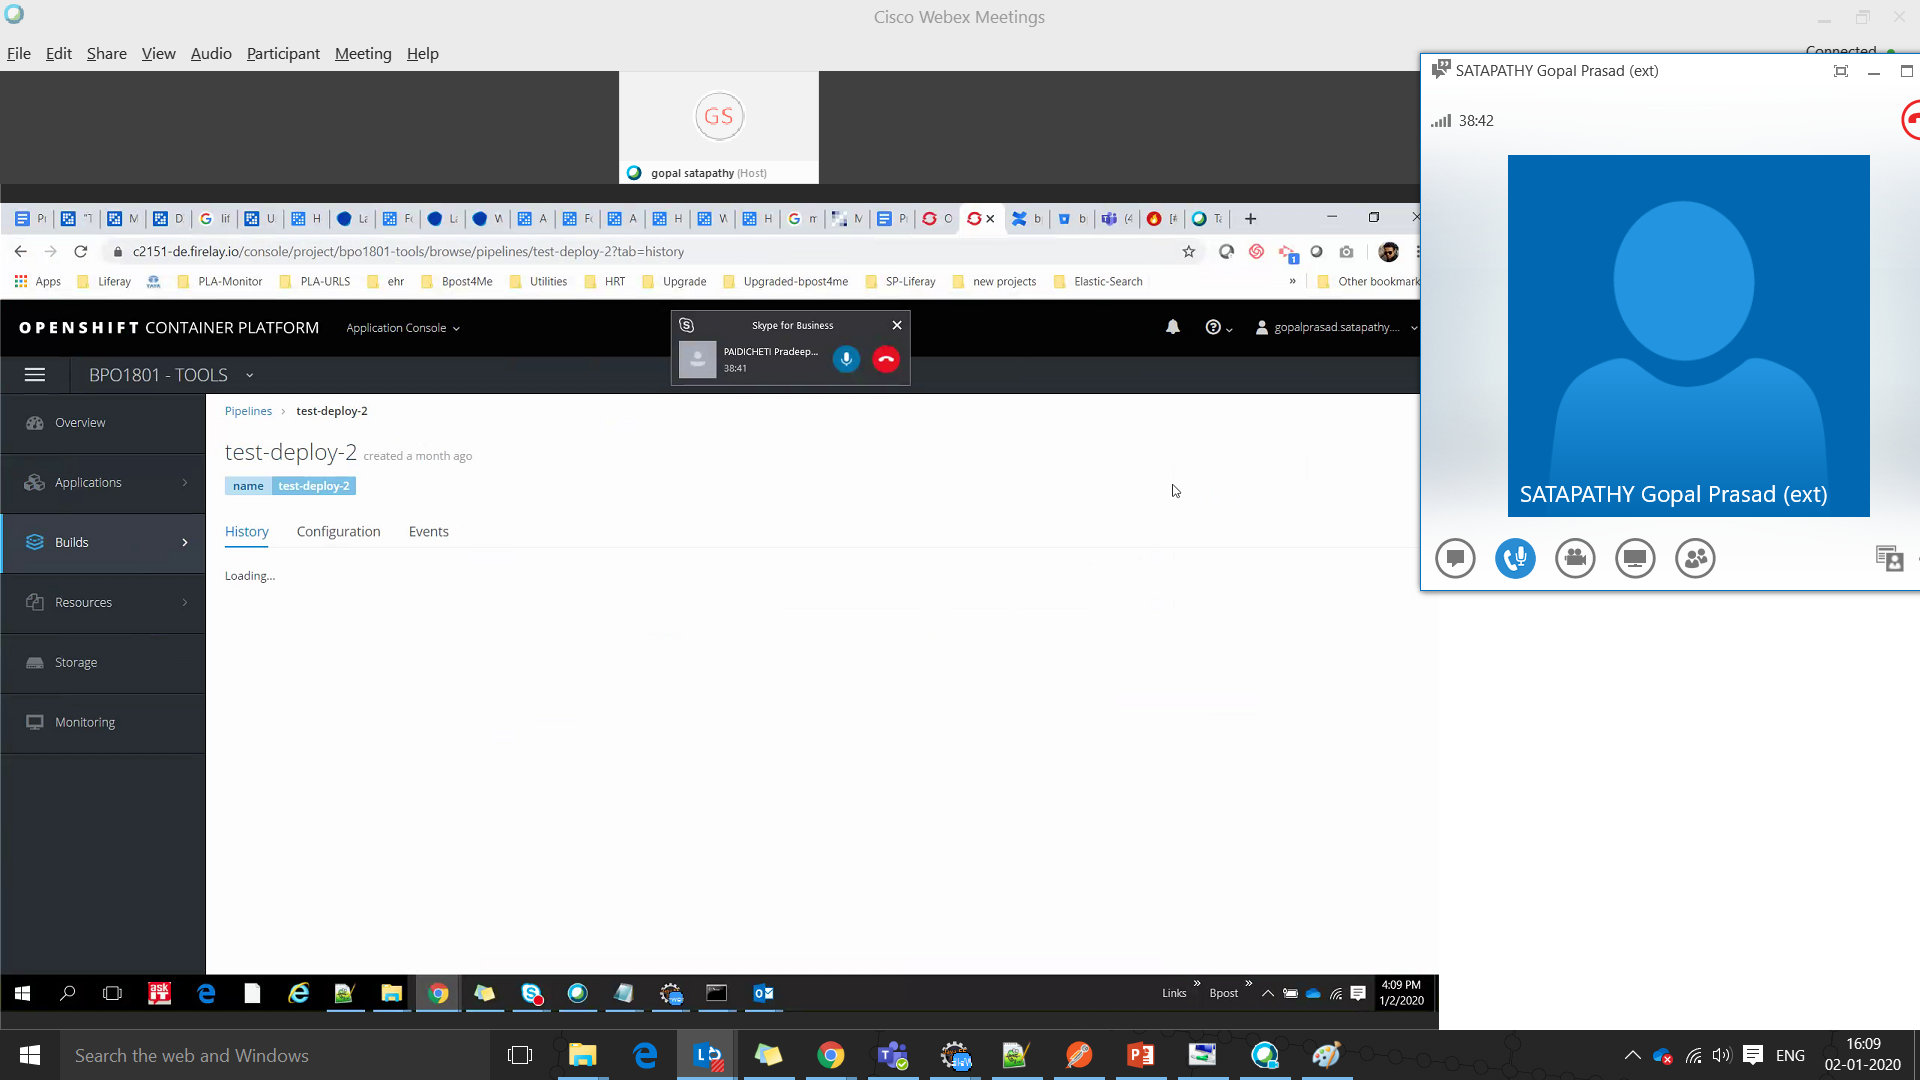 Cisco Webex Meetings
File Edit Share View Audio Participant Meeting Help
Connected
SATAPATHY Gopal Prasad (ext)
38:42
GS
gopal satapathy (Host)
SATAPATHY Gopal Prasad (ext)
c2151-de.firelay.io/console/project/bpo1801-tools/browse/pipelines/test-deploy-2?tab=history
Apps Liferay PLA-Monitor PLA-URLS ehr Bpost4Me Utilities HRT Upgrade Upgraded-bpost4me SP-Liferay new projects Elastic-Search » Other bookmark
OPENSHIFT CONTAINER PLATFORM Application Console
gopalprasad.satapathy....
Skype for Business
PAIDICHETI Pradeep...
38:41
BPO1801 - TOOLS
Overview
Applications
Builds
Resources
Storage
Monitoring
Pipelines › test-deploy-2
test-deploy-2 created a month ago
name test-deploy-2
History Configuration Events
Loading...
ask IT
Links » Bpost »
4:09 PM
1/2/2020
Search the web and Windows
ENG
16:09
02-01-2020